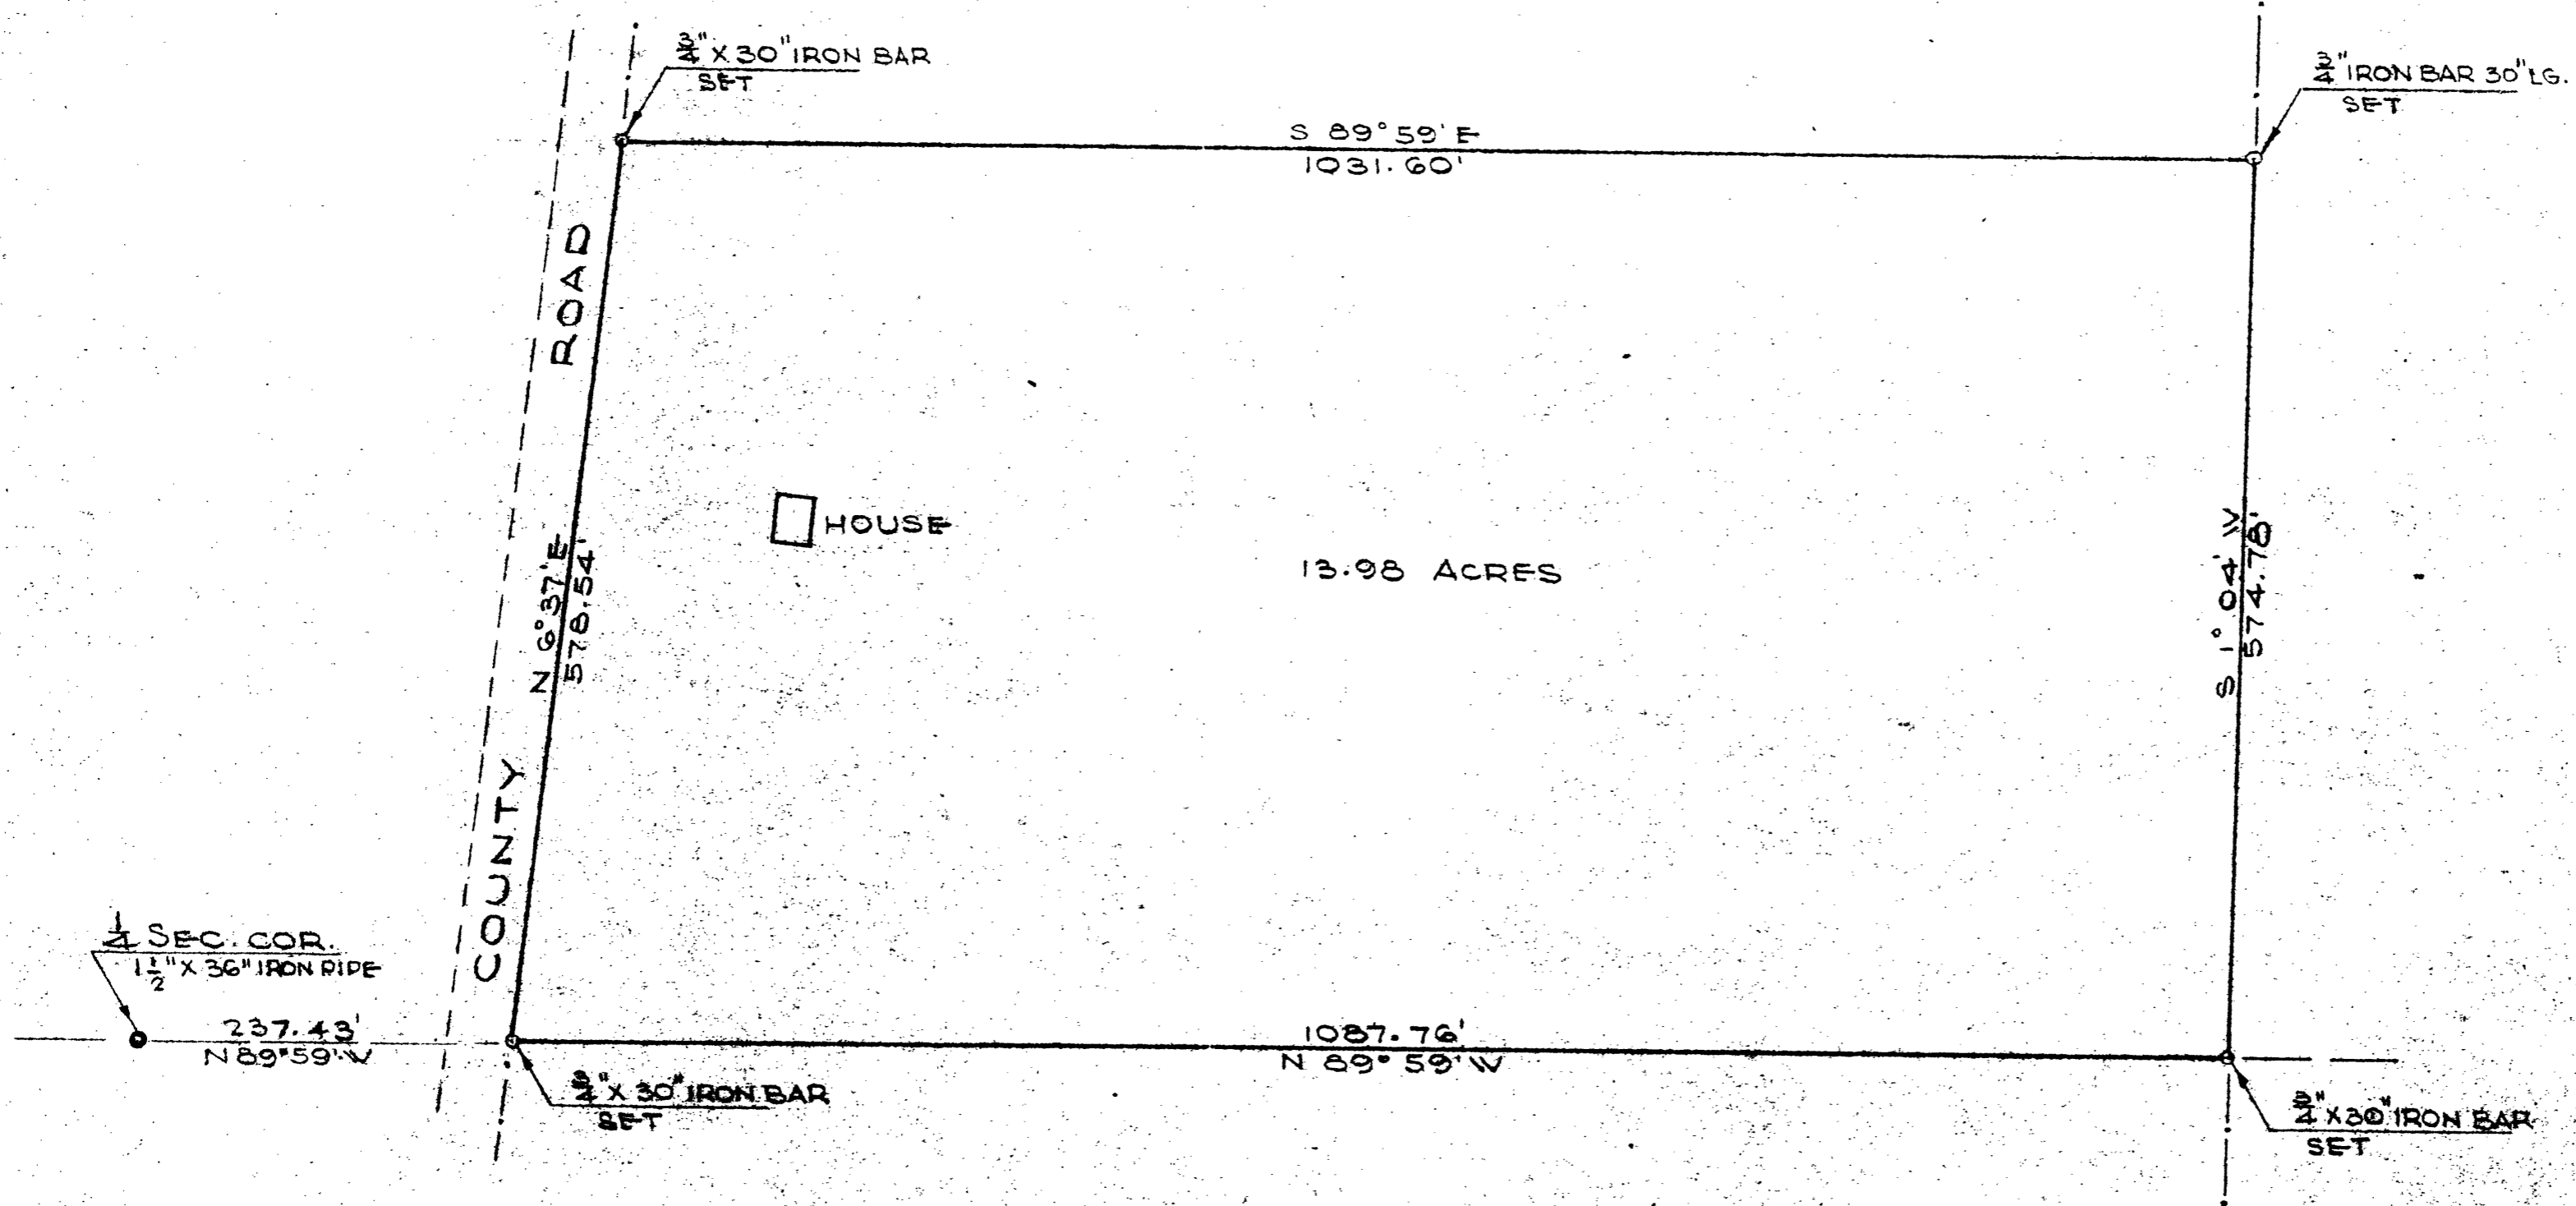 3/4" X 30" IRON BAR
SET
3/4" IRON BAR 30" LG.
SET
S 89° 59' E
1031.60'
COUNTY ROAD
N 6° 37' E
578.54'
HOUSE
13.98 ACRES
S 1° 04' W
574.78'
1/4 SEC. COR.
1 1/2" X 36" IRON PIPE
237.43'
N 89° 59' W
1087.76'
N 89° 59' W
3/4" X 30" IRON BAR
SET
3/4" X 30" IRON BAR
SET